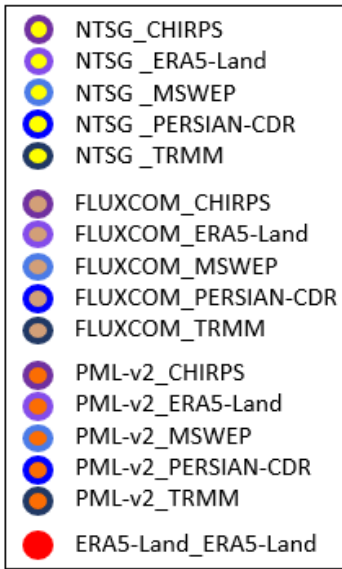 NTSG_CHIRPS
NTSG _ERA5-Land
NTSG _MSWEP
NTSG _PERSIAN-CDR
NTSG _TRMM
FLUXCOM_CHIRPS
FLUXCOM_ERA5-Land
FLUXCOM_MSWEP
FLUXCOM_PERSIAN-CDR
FLUXCOM_TRMM
PML-v2_CHIRPS
PML-v2_ERA5-Land
PML-v2_MSWEP
PML-v2_PERSIAN-CDR
PML-v2_TRMM
ERA5-Land_ERA5-Land